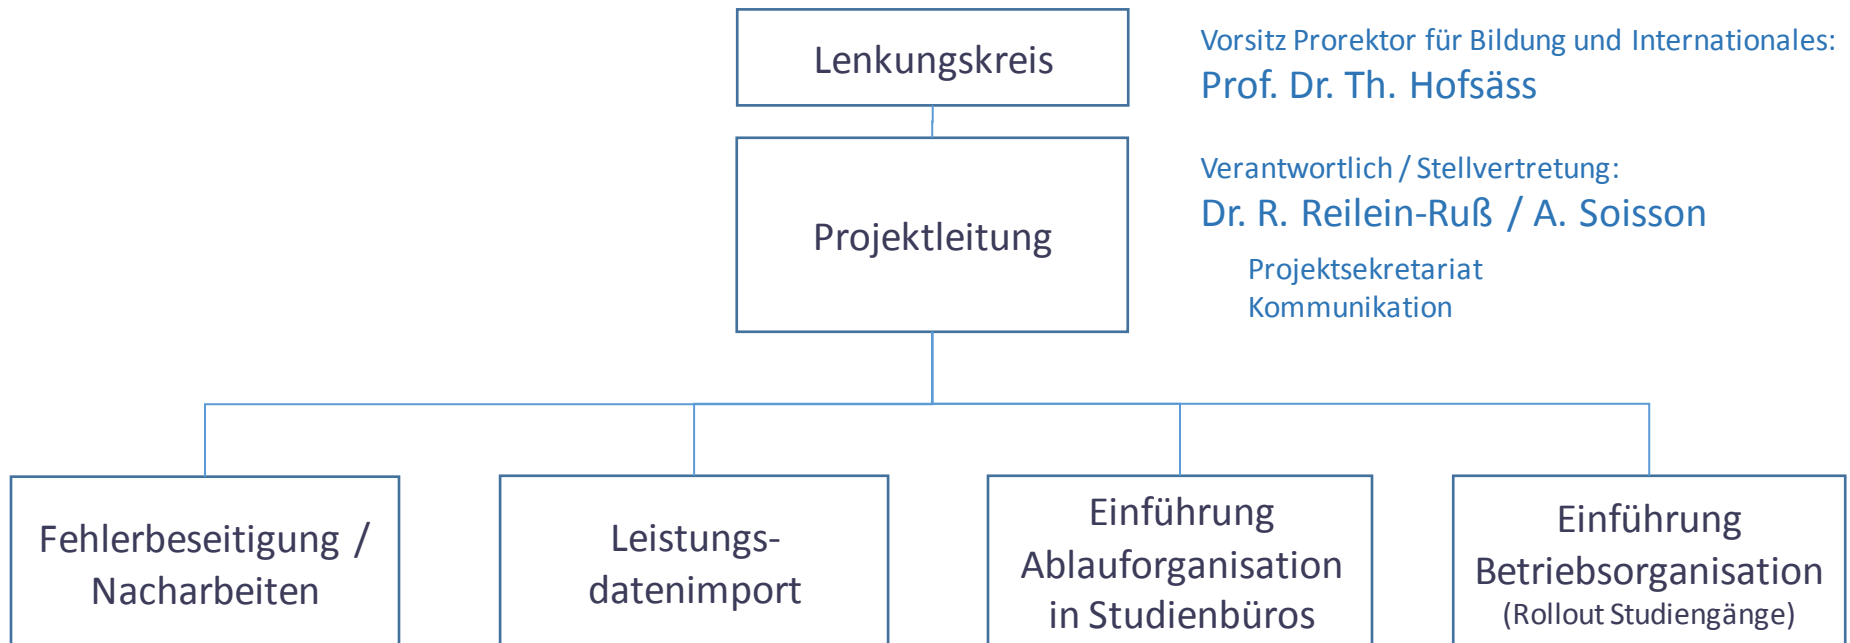 Lenkungskreis
Vorsitz Prorektor für Bildung und Internationales:
Prof. Dr. Th. Hofsäss
Projektleitung
Verantwortlich / Stellvertretung:
Dr. R. Reilein-Ruß / A. Soisson
Projektsekretariat
Kommunikation
Fehlerbeseitigung /
Nacharbeiten
Leistungs-
datenimport
Einführung
Ablauforganisation
in Studienbüros
Einführung
Betriebsorganisation
(Rollout Studiengänge)